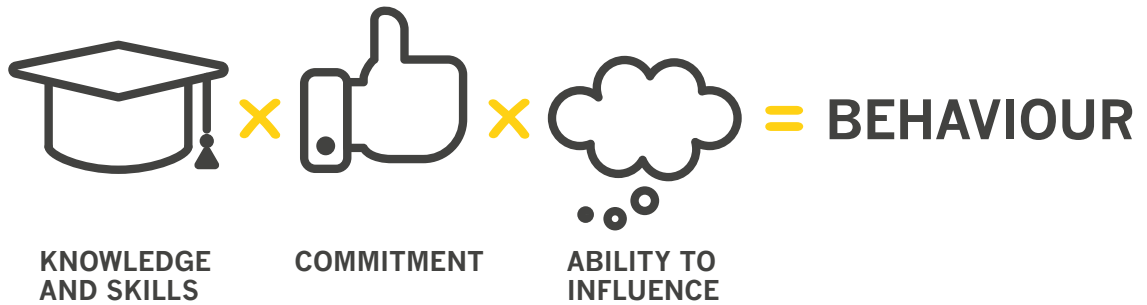 × × = BEHAVIOUR
KNOWLEDGE
AND SKILLS
COMMITMENT
ABILITY TO
INFLUENCE